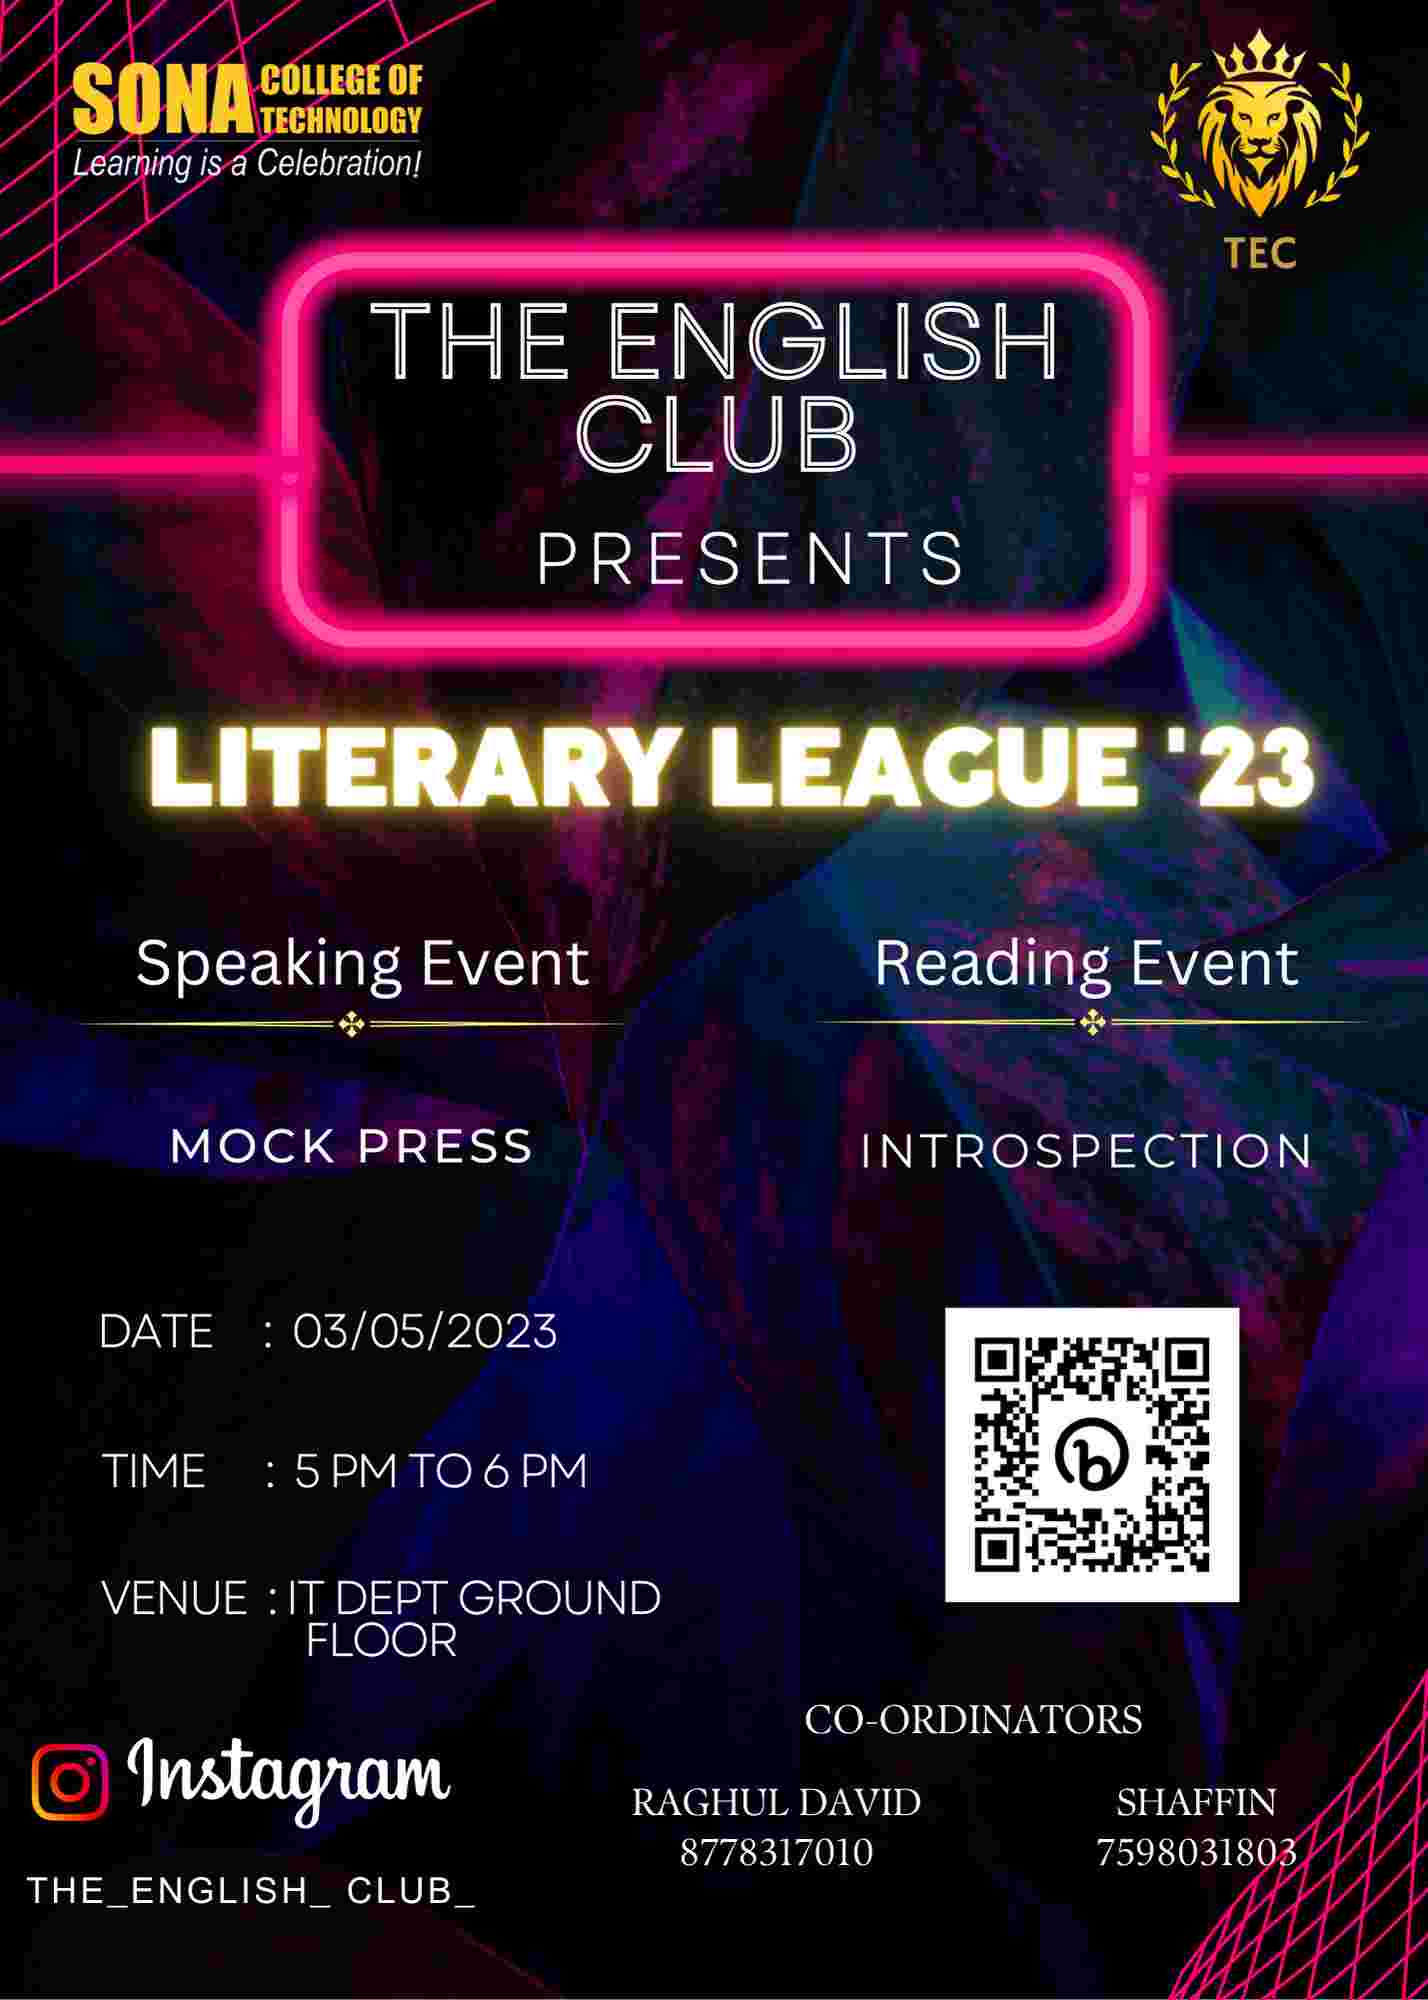 SONA COLLEGE OF
TECHNOLOGY
Learning is a Celebration!
TEC
THE ENGLISH
CLUB
PRESENTS
LITERARY LEAGUE '23
Speaking Event
MOCK PRESS
Reading Event
INTROSPECTION
DATE : 03/05/2023
TIME : 5 PM TO 6 PM
VENUE : IT DEPT GROUND
FLOOR
b
CO-ORDINATORS
RAGHUL DAVID
8778317010
SHAFFIN
7598031803
Instagram
THE_ENGLISH_ CLUB_